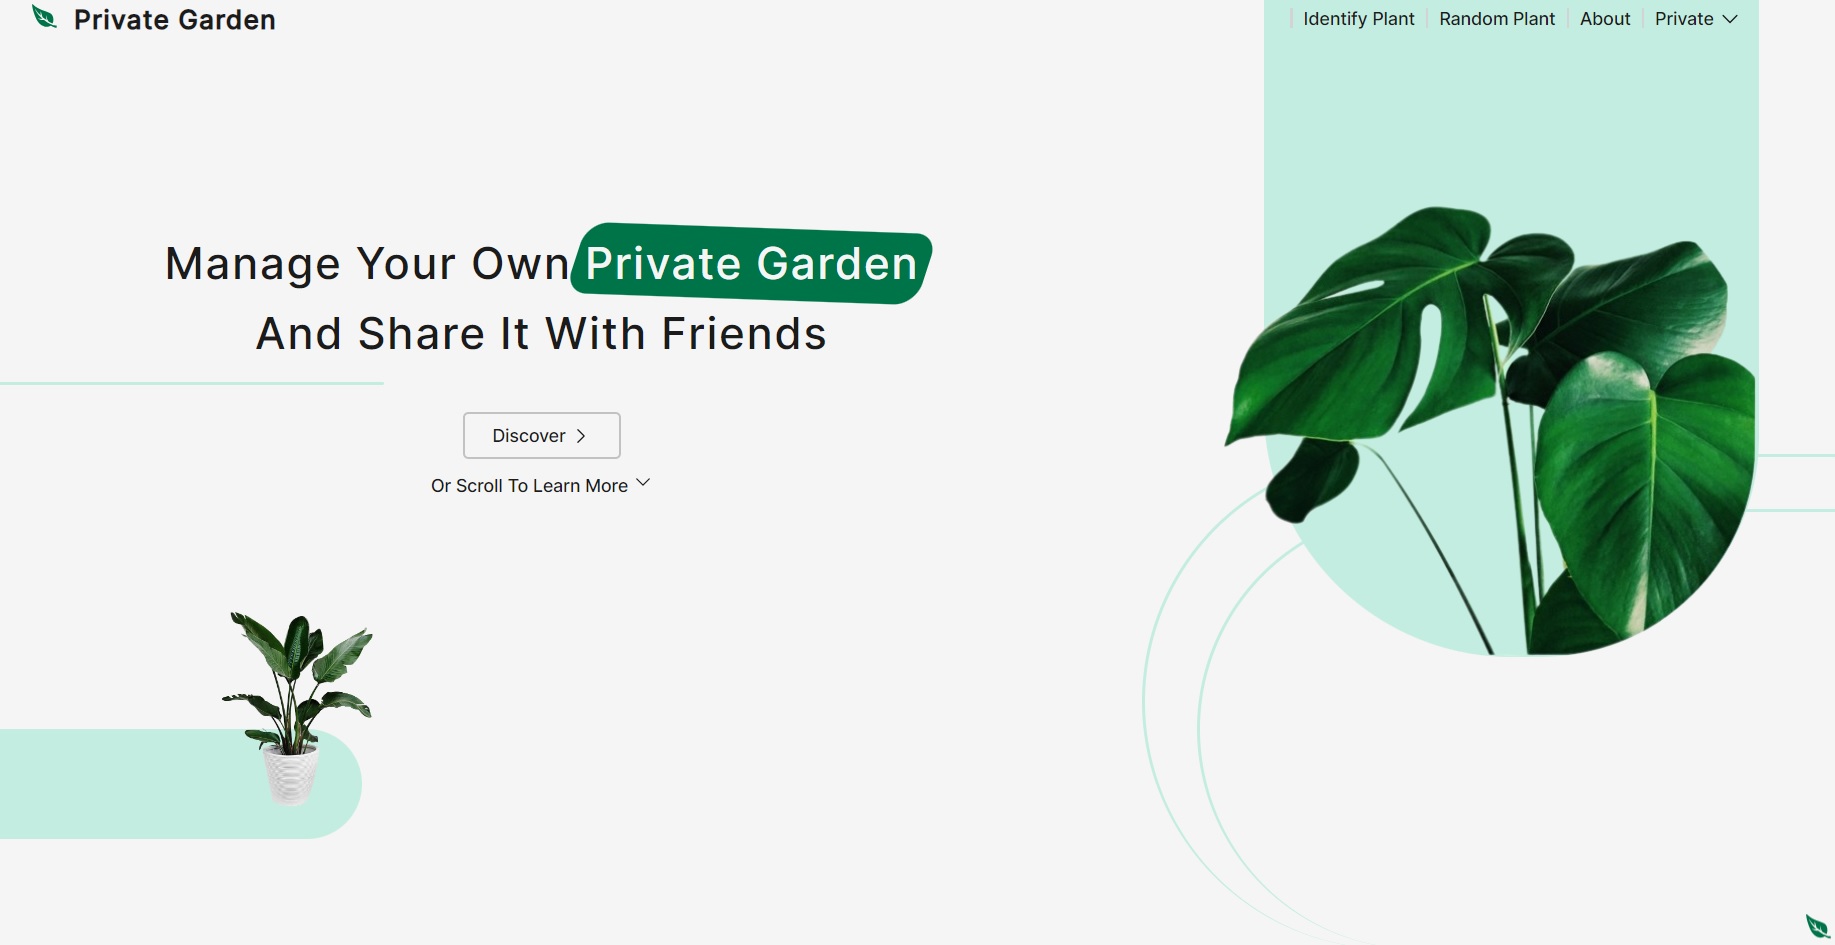 Private Garden
Identify Plant
Random Plant
About
Private
Manage Your Own Private Garden
And Share It With Friends
Discover
Or Scroll To Learn More